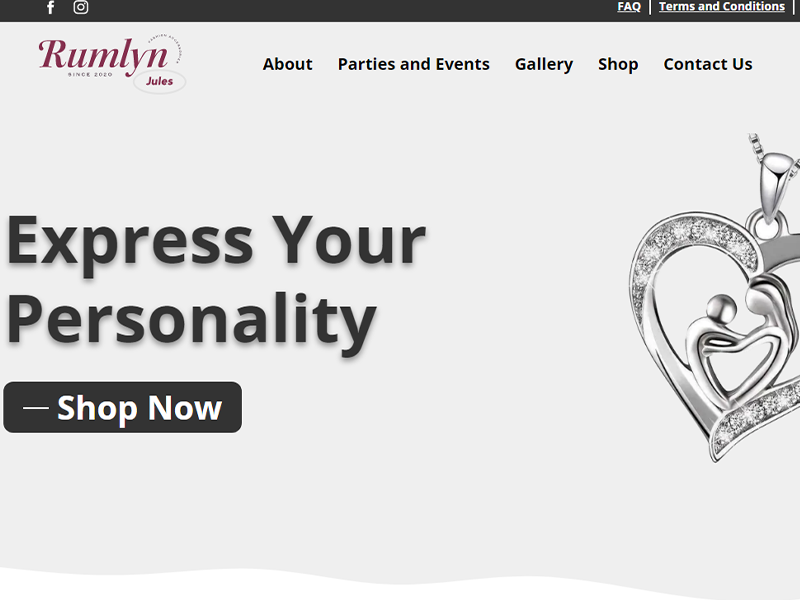 FAQ
Terms and Conditions
Rumlyn
SINCE 2020
Jules
About
Parties and Events
Gallery
Shop
Contact Us
Express Your
Personality
Shop Now